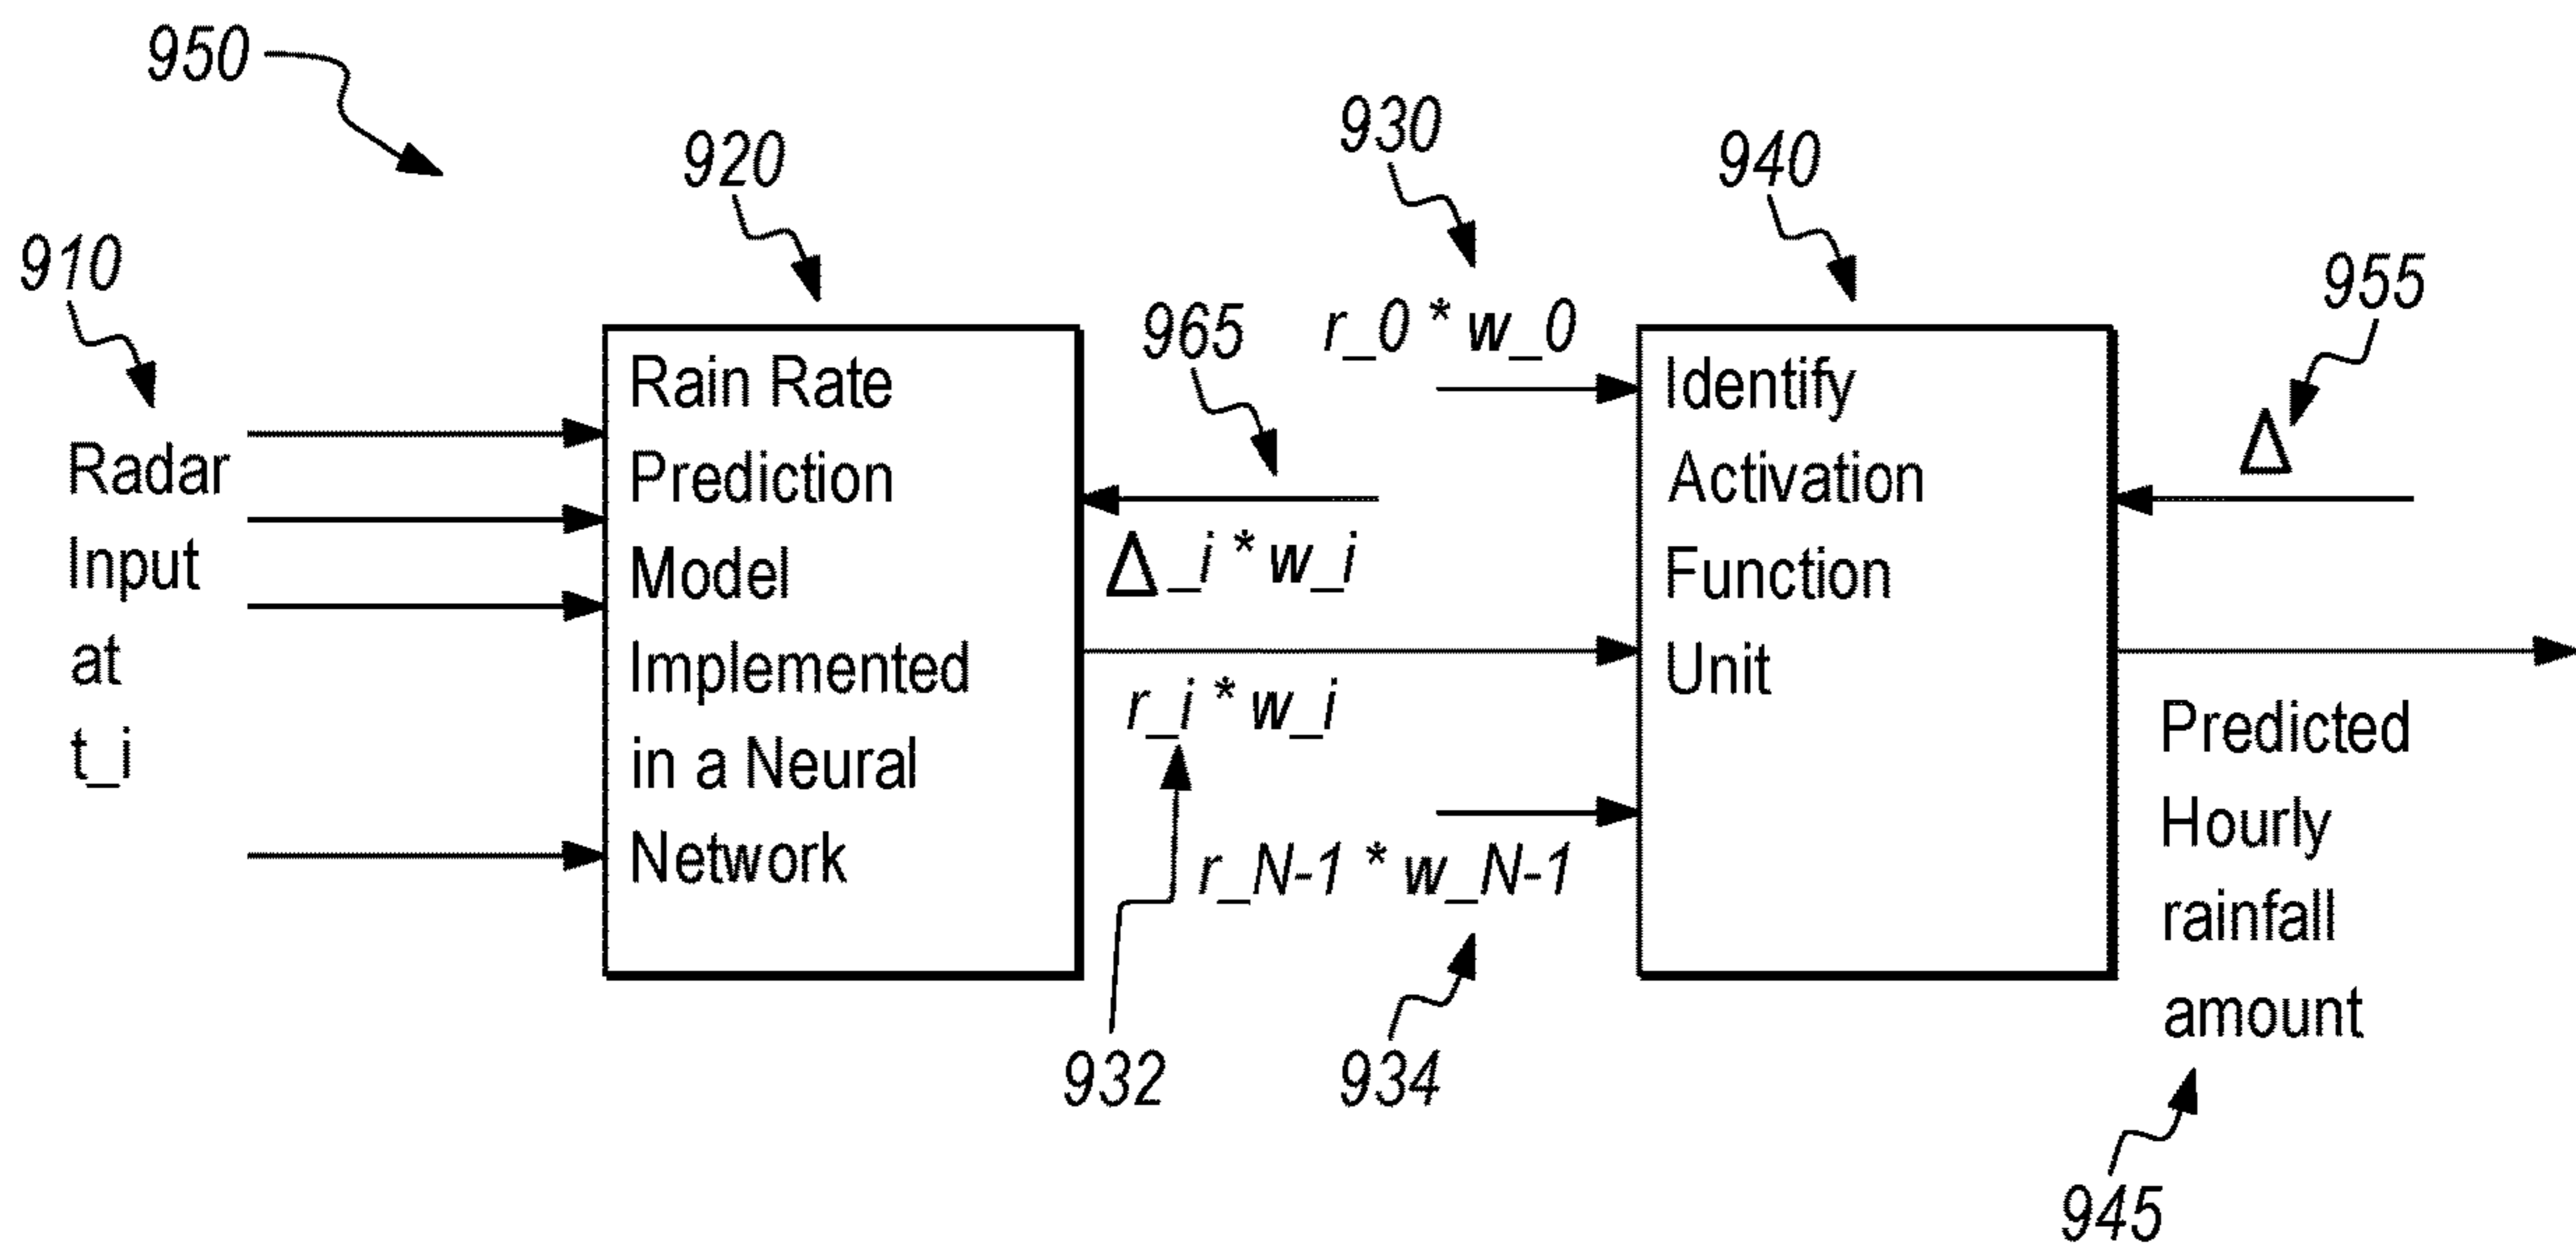 950
910
Radar
Input
at
t_i
920
Rain Rate
Prediction
Model
Implemented
in a Neural
Network
965
Δ_i * w_i
930
r_0 * w_0
r_i * w_i
932
r_N-1 * w_N-1
934
940
Identify
Activation
Function
Unit
955
Δ
Predicted
Hourly
rainfall
amount
945